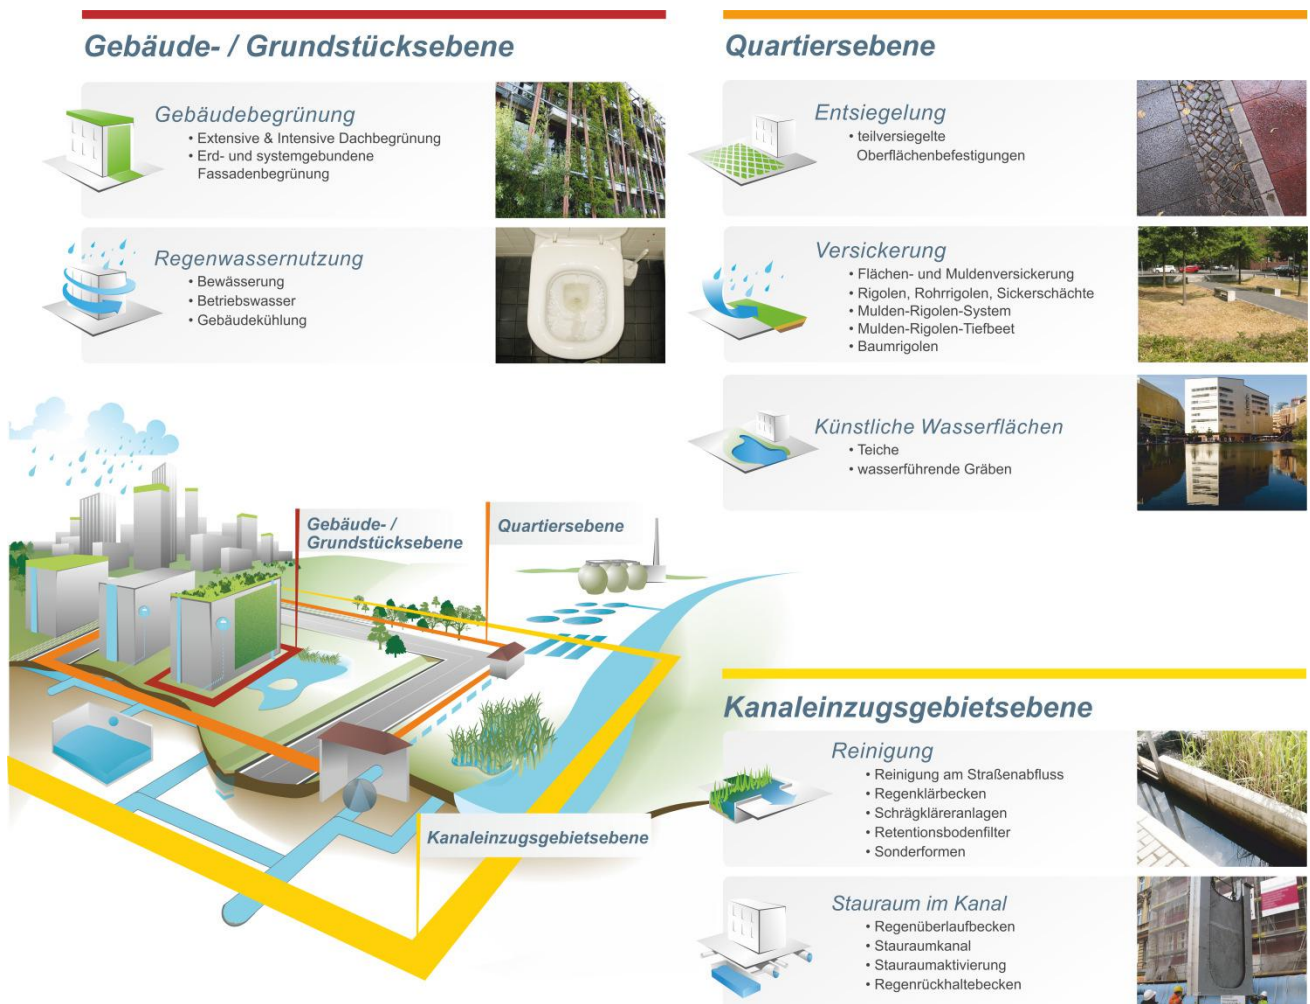 Gebäude- / Grundstücksebene
Gebäudebegrünung
• Extensive & Intensive Dachbegrünung
• Erd- und systemgebundene
Fassadenbegrünung
Regenwassernutzung
• Bewässerung
• Betriebswasser
• Gebäudekühlung
Quartiersebene
Entsiegelung
• teilversiegelte
Oberflächenbefestigungen
Versickerung
• Flächen- und Muldenversickerung
• Rigolen, Rohrrigolen, Sickerschächte
• Mulden-Rigolen-System
• Mulden-Rigolen-Tiefbeet
• Baumrigolen
Künstliche Wasserflächen
• Teiche
• wasserführende Gräben
Gebäude- /
Grundstücksebene
Quartiersebene
Kanaleinzugsgebietsebene
Kanaleinzugsgebietsebene
Reinigung
• Reinigung am Straßenabfluss
• Regenklärbecken
• Schrägkläreranlagen
• Retentionsbodenfilter
• Sonderformen
Stauraum im Kanal
• Regenüberlaufbecken
• Stauraumkanal
• Stauraumaktivierung
• Regenrückhaltebecken